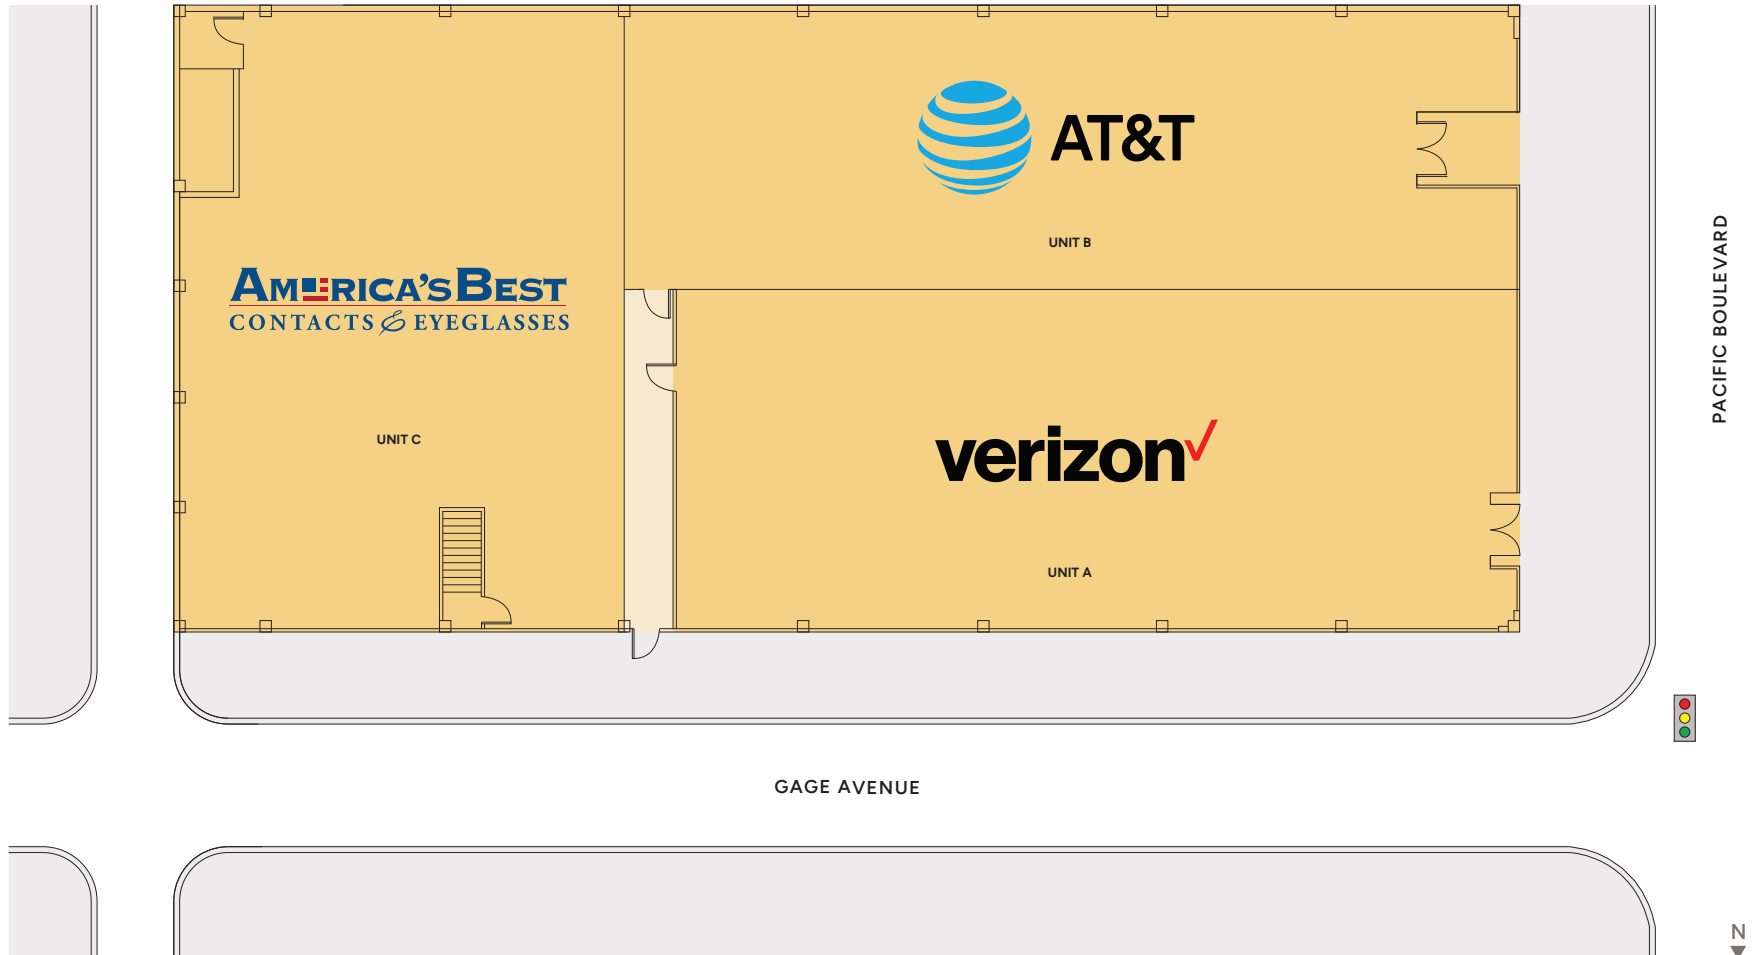 AT&T
UNIT B
AMERICA'S BEST
CONTACTS & EYEGLASSES
UNIT C
verizon
UNIT A
PACIFIC BOULEVARD
GAGE AVENUE
N